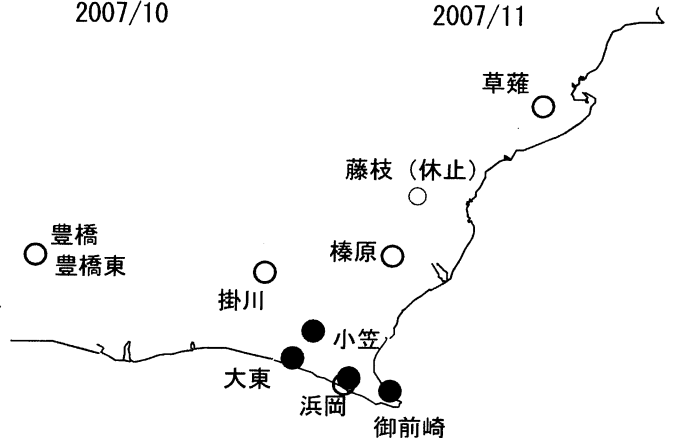 2007/10
2007/11
草薙
藤枝（休止）
豊橋
豊橋東
榛原
掛川
小笠
大東
浜岡
御前崎